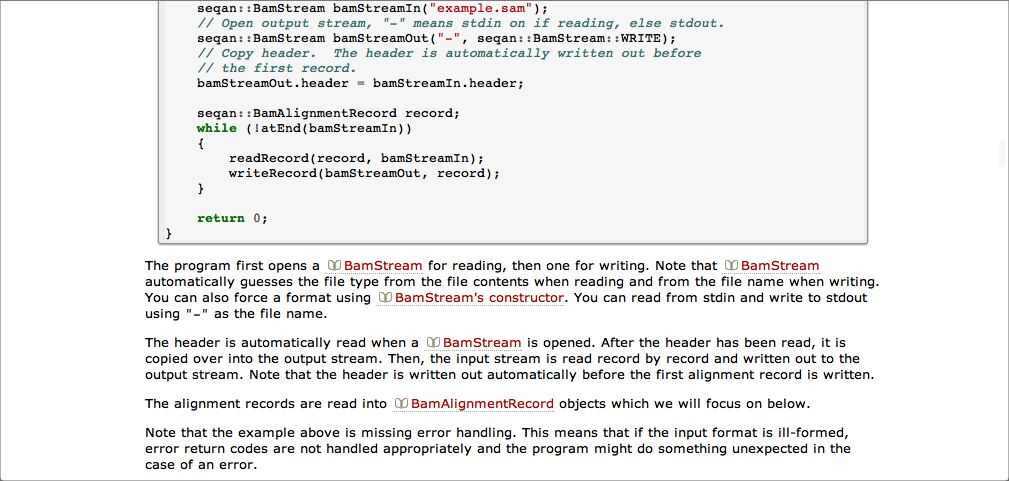 seqan::BamStream bamStreamIn("example.sam");
// Open output stream, "-" means stdin on if reading, else stdout.
seqan::BamStream bamStreamOut("-", seqan::BamStream::WRITE);
// Copy header.  The header is automatically written out before
// the first record.
bamStreamOut.header = bamStreamIn.header;
seqan::BamAlignmentRecord record;
while (!atEnd(bamStreamIn))
{
readRecord(record, bamStreamIn);
writeRecord(bamStreamOut, record);
}
return 0;
}
The program first opens a BamStream for reading, then one for writing. Note that BamStream
automatically guesses the file type from the file contents when reading and from the file name when writing.
You can also force a format using BamStream's constructor. You can read from stdin and write to stdout
using "-" as the file name.
The header is automatically read when a BamStream is opened. After the header has been read, it is
copied over into the output stream. Then, the input stream is read record by record and written out to the
output stream. Note that the header is written out automatically before the first alignment record is written.
The alignment records are read into BamAlignmentRecord objects which we will focus on below.
Note that the example above is missing error handling. This means that if the input format is ill-formed,
error return codes are not handled appropriately and the program might do something unexpected in the
case of an error.